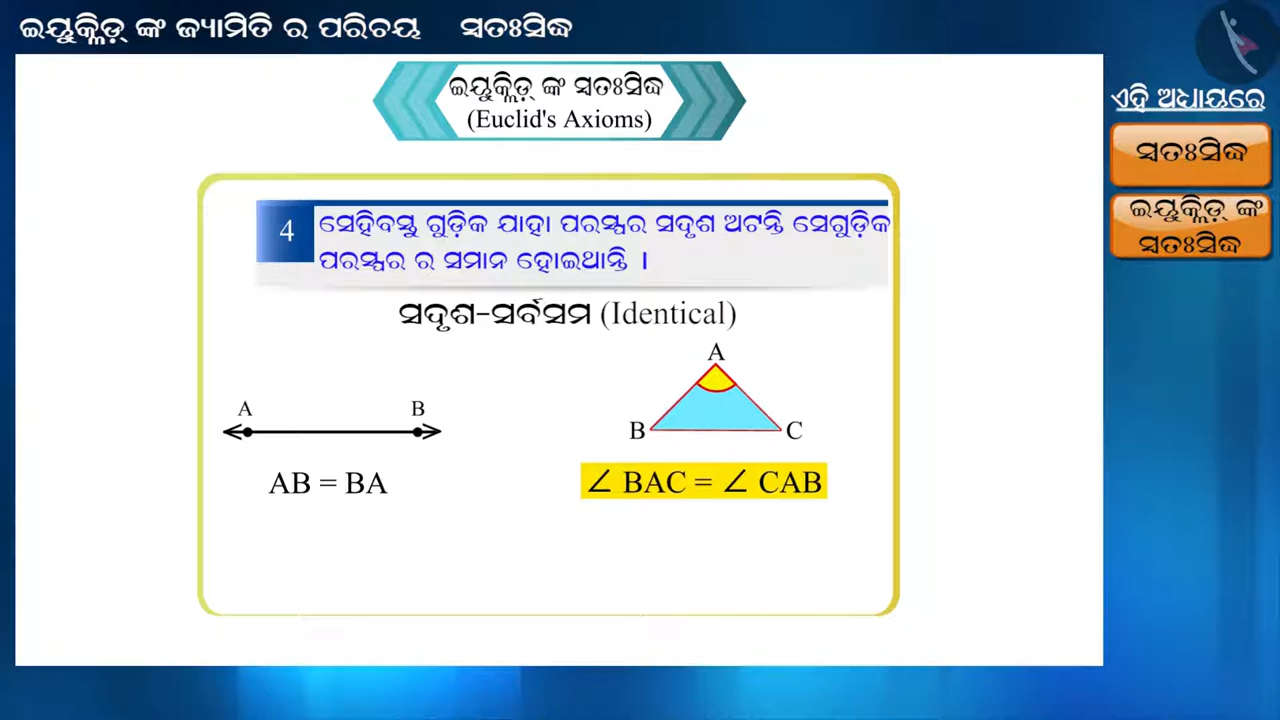 ଇୟୁକ୍ଲିଡ୍ ଙ୍କ ଜ୍ୟାମିତି ର ପରିଚୟ ସ୍ୱତଃସିଦ୍ଧ
ଇୟୁକ୍ଲିଡ୍ ଙ୍କ ସ୍ୱତଃସିଦ୍ଧ
(Euclid's Axioms)
ଏହି ଅଧ୍ୟାୟରେ
ସ୍ୱତଃସିଦ୍ଧ
ଇୟୁକ୍ଲିଡ୍ ଙ୍କ
ସ୍ୱତଃସିଦ୍ଧ
4
ସେହିବସ୍ତୁ ଗୁଡ଼ିକ ଯାହା ପରସ୍ପର ସଦୃଶ ଅଟନ୍ତି ସେଗୁଡ଼ିକ
ପରସ୍ପର ର ସମାନ ହୋଇଥାନ୍ତି ।
ସଦୃଶ-ସର୍ବସମ (Identical)
A
B
AB = BA
A
B
C
∠ BAC = ∠ CAB